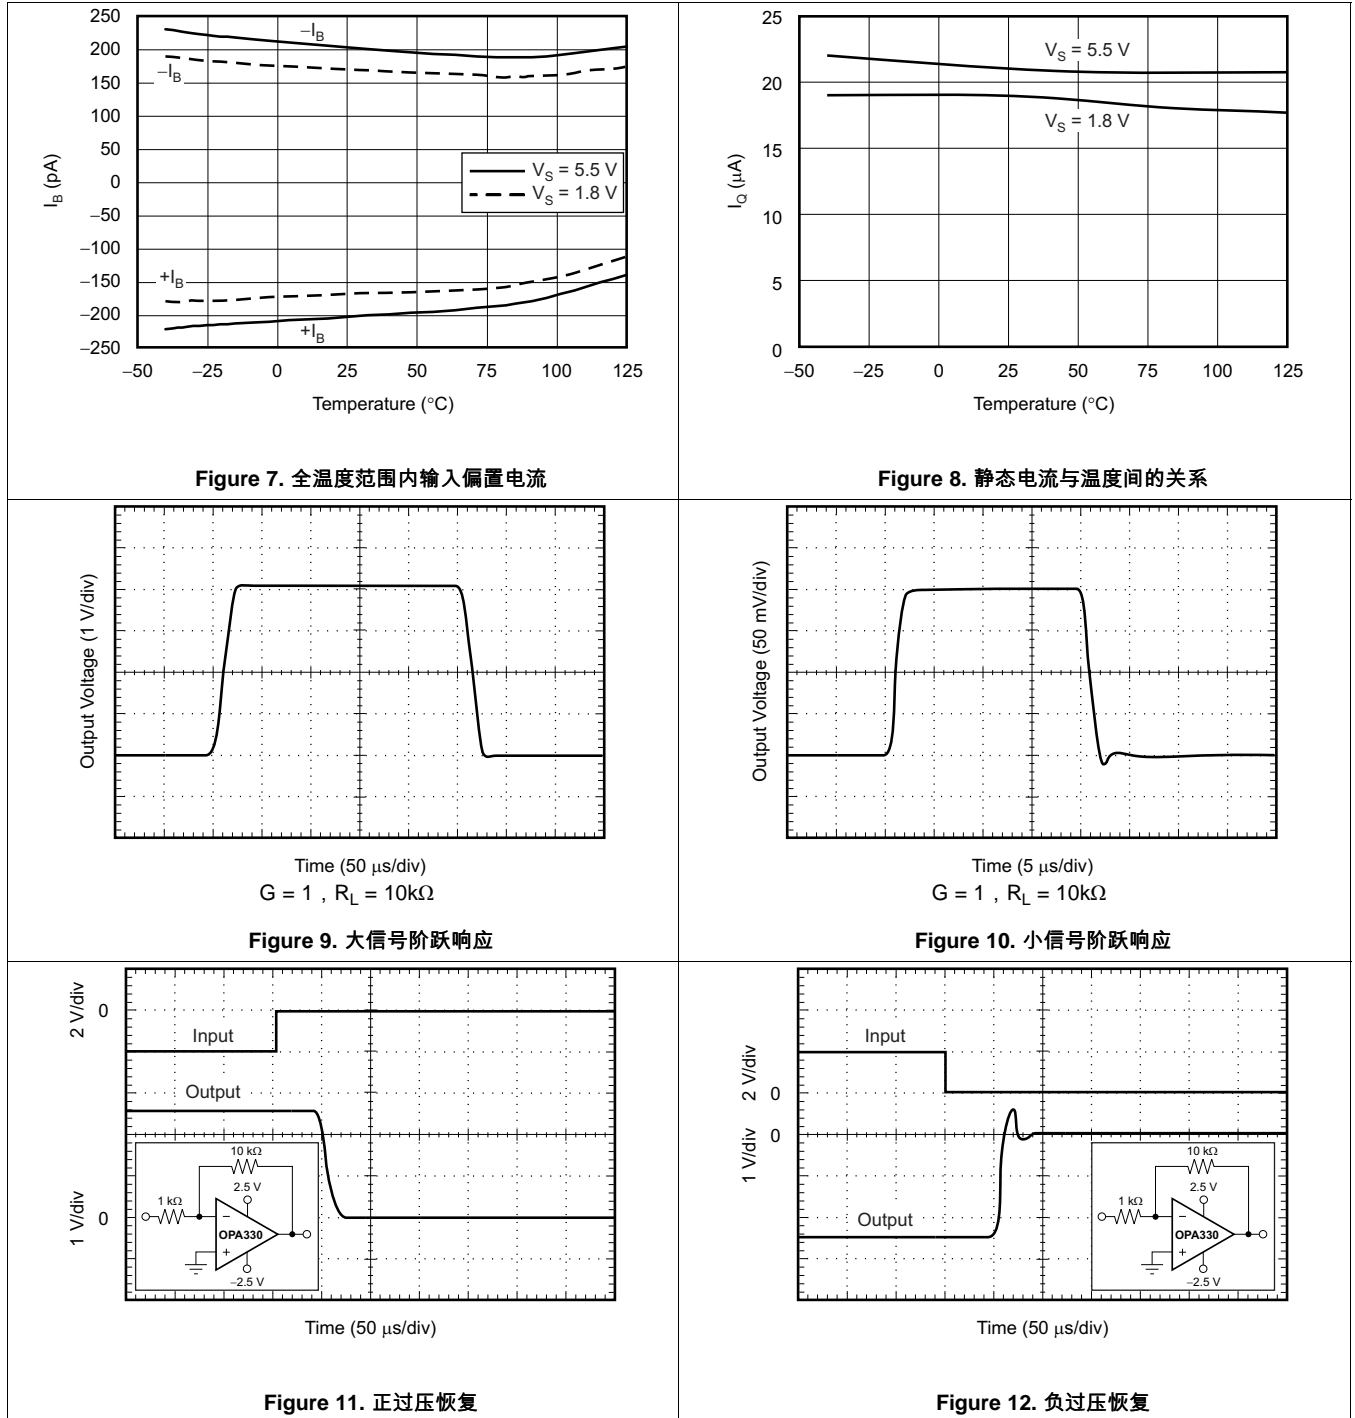 250
200
150
100
50
0
–50
–100
–150
–200
–250
I_B (pA)
–I_B
–I_B
V_S = 5.5 V
V_S = 1.8 V
+I_B
+I_B
–50 –25 0 25 50 75 100 125
Temperature (°C)
Figure 7. 全温度范围内输入偏置电流
25
20
15
10
5
0
I_Q (μA)
V_S = 5.5 V
V_S = 1.8 V
–50 –25 0 25 50 75 100 125
Temperature (°C)
Figure 8. 静态电流与温度间的关系
Output Voltage (1 V/div)
Time (50 μs/div)
G = 1 , R_L = 10kΩ
Figure 9. 大信号阶跃响应
Output Voltage (50 mV/div)
Time (5 μs/div)
G = 1 , R_L = 10kΩ
Figure 10. 小信号阶跃响应
2 V/div
0
Input
Output
1 V/div
0
10 kΩ
1 kΩ
2.5 V
–
OPA330
+
–2.5 V
Time (50 μs/div)
Figure 11. 正过压恢复
2 V/div
0
Input
1 V/div
0
Output
10 kΩ
1 kΩ
2.5 V
–
OPA330
+
–2.5 V
Time (50 μs/div)
Figure 12. 负过压恢复